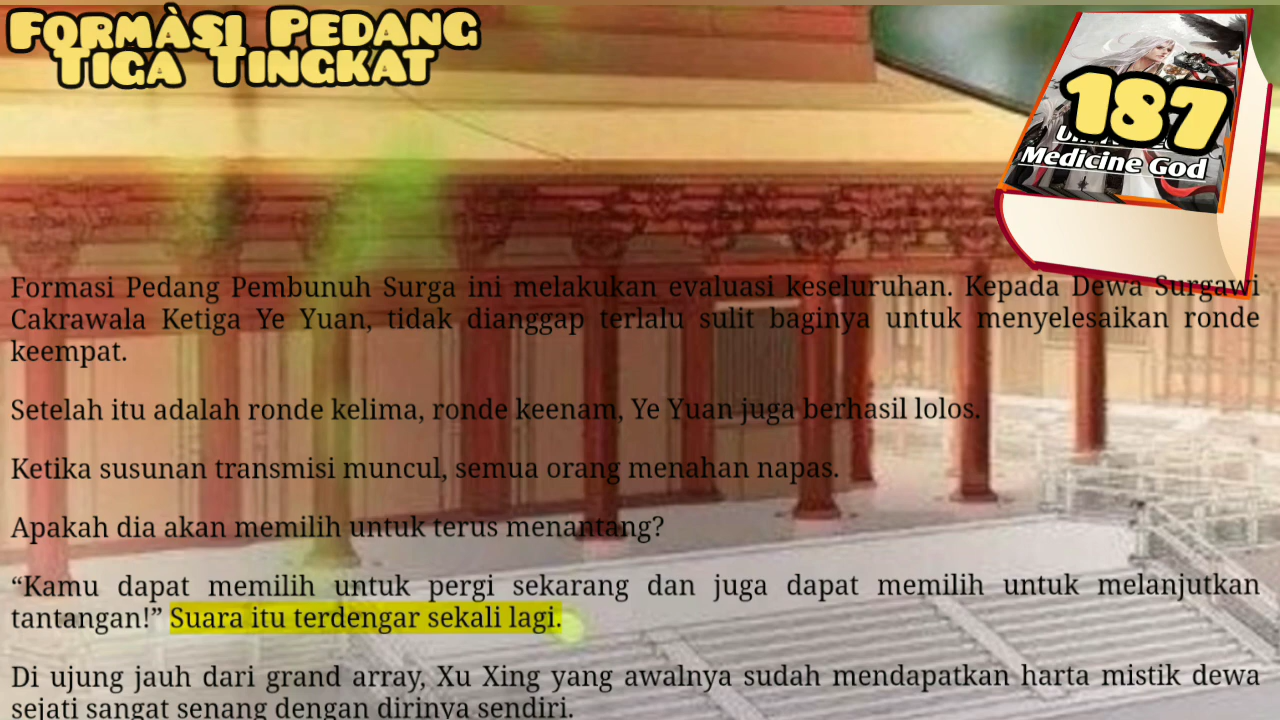 Formàsi Pedang
Tiga Tingkat
187
Medicine God
Formasi Pedang Pembunuh Surga ini melakukan evaluasi keseluruhan. Kepada Dewa Surgawi
Cakrawala Ketiga Ye Yuan, tidak dianggap terlalu sulit baginya untuk menyelesaikan ronde
keempat.
Setelah itu adalah ronde kelima, ronde keenam, Ye Yuan juga berhasil lolos.
Ketika susunan transmisi muncul, semua orang menahan napas.
Apakah dia akan memilih untuk terus menantang?
“Kamu dapat memilih untuk pergi sekarang dan juga dapat memilih untuk melanjutkan
tantangan!” Suara itu terdengar sekali lagi.
Di ujung jauh dari grand array, Xu Xing yang awalnya sudah mendapatkan harta mistik dewa
sejati sangat senang dengan dirinya sendiri.